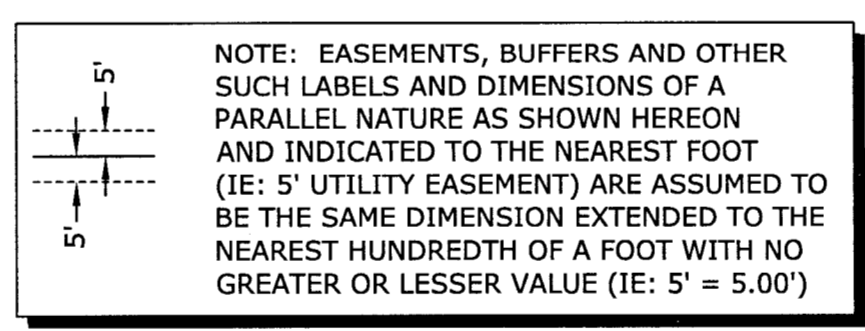 5'
5'
NOTE: EASEMENTS, BUFFERS AND OTHER
SUCH LABELS AND DIMENSIONS OF A
PARALLEL NATURE AS SHOWN HEREON
AND INDICATED TO THE NEAREST FOOT
(IE: 5' UTILITY EASEMENT) ARE ASSUMED TO
BE THE SAME DIMENSION EXTENDED TO THE
NEAREST HUNDREDTH OF A FOOT WITH NO
GREATER OR LESSER VALUE (IE: 5' = 5.00')